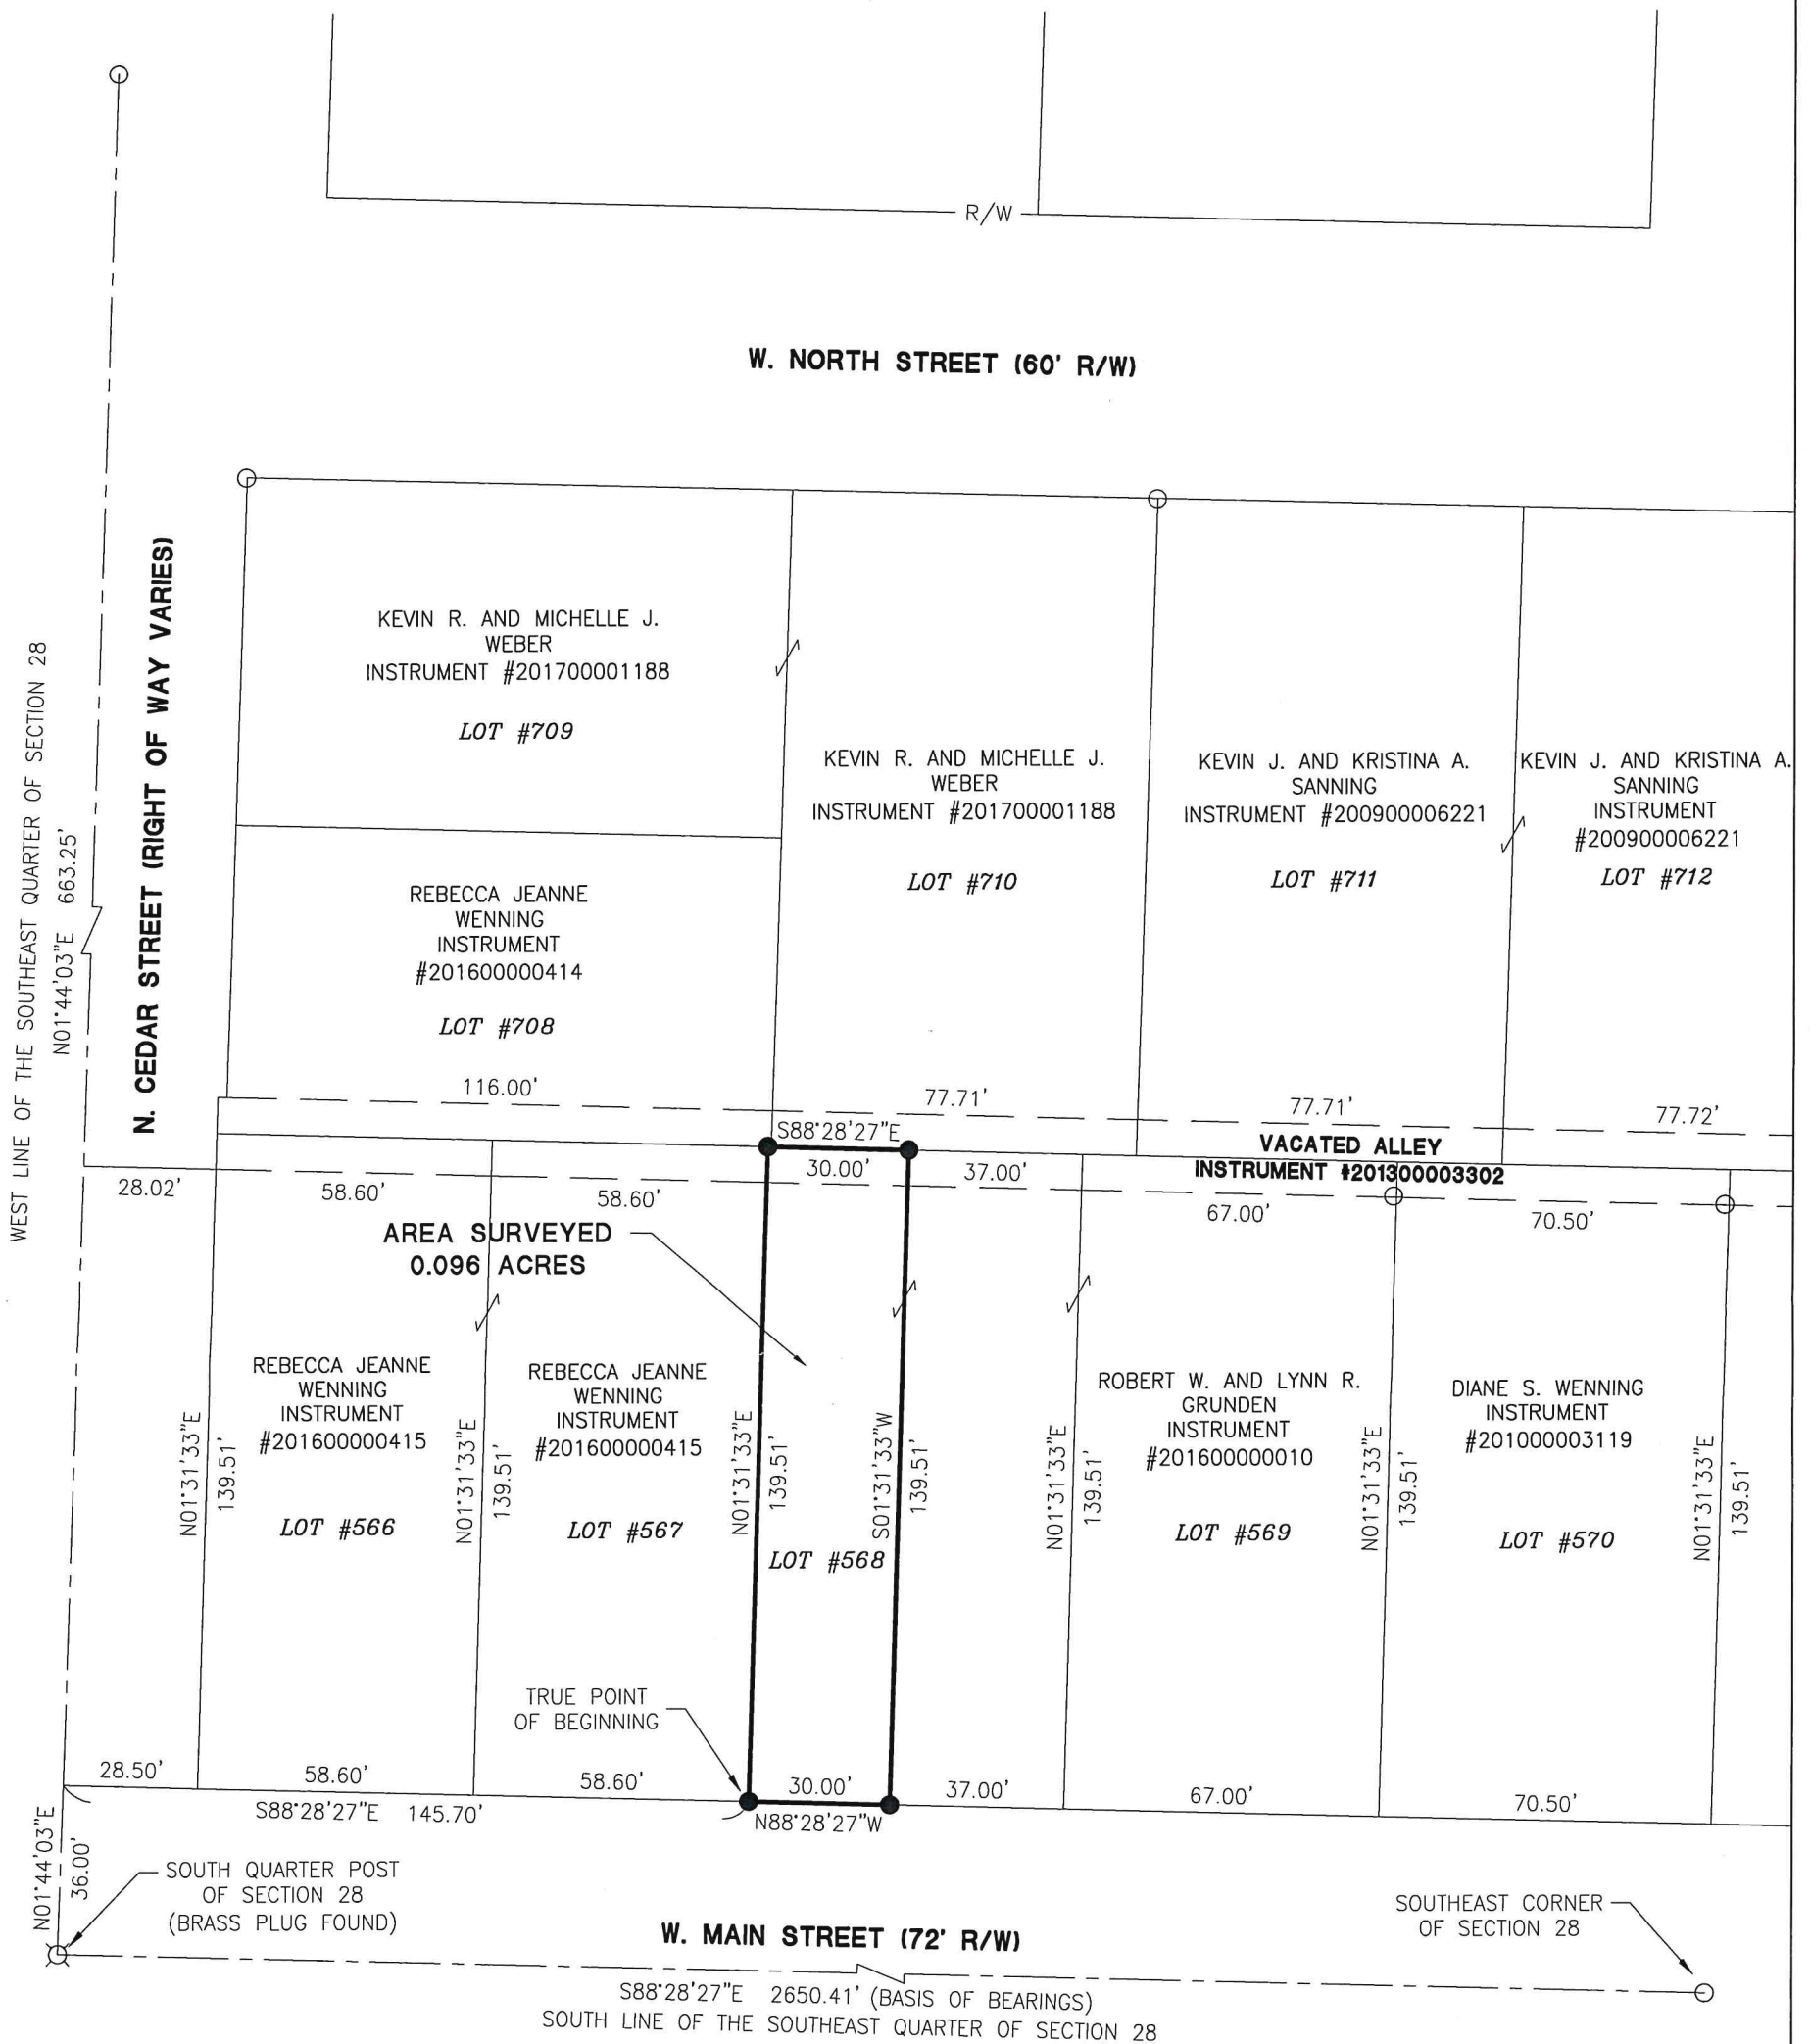 R/W
W. NORTH STREET (60' R/W)
WEST LINE OF THE SOUTHEAST QUARTER OF SECTION 28
N01°44'03"E 663.25'
N. CEDAR STREET (RIGHT OF WAY VARIES)
KEVIN R. AND MICHELLE J.
WEBER
INSTRUMENT #201700001188
LOT #709
KEVIN R. AND MICHELLE J.
WEBER
INSTRUMENT #201700001188
LOT #710
KEVIN J. AND KRISTINA A.
SANNING
INSTRUMENT #200900006221
LOT #711
KEVIN J. AND KRISTINA A.
SANNING
INSTRUMENT
#200900006221
LOT #712
REBECCA JEANNE
WENNING
INSTRUMENT
#201600000414
LOT #708
116.00'
77.71'
77.71'
77.72'
S88°28'27"E
VACATED ALLEY
INSTRUMENT #201300003302
28.02'
58.60'
58.60'
30.00'
37.00'
67.00'
70.50'
AREA SURVEYED
0.096 ACRES
N01°31'33"E
139.51'
REBECCA JEANNE
WENNING
INSTRUMENT
#201600000415
LOT #566
N01°31'33"E
139.51'
REBECCA JEANNE
WENNING
INSTRUMENT
#201600000415
LOT #567
N01°31'33"E
139.51'
LOT #568
S01°31'33"W
139.51'
N01°31'33"E
139.51'
ROBERT W. AND LYNN R.
GRUNDEN
INSTRUMENT
#201600000010
LOT #569
N01°31'33"E
139.51'
DIANE S. WENNING
INSTRUMENT
#201000003119
LOT #570
N01°31'33"E
139.51'
TRUE POINT
OF BEGINNING
28.50'
58.60'
58.60'
30.00'
37.00'
67.00'
70.50'
S88°28'27"E 145.70'
N88°28'27"W
N01°44'03"E
36.00'
SOUTH QUARTER POST
OF SECTION 28
(BRASS PLUG FOUND)
W. MAIN STREET (72' R/W)
SOUTHEAST CORNER
OF SECTION 28
S88°28'27"E 2650.41' (BASIS OF BEARINGS)
SOUTH LINE OF THE SOUTHEAST QUARTER OF SECTION 28